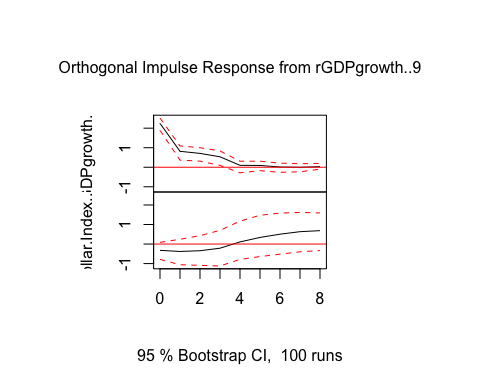 Orthogonal Impulse Response from rGDPgrowth..9
ollar.Index..
GDPgrowth.
1
-1
1
-1
0 2 4 6 8
95 % Bootstrap CI, 100 runs